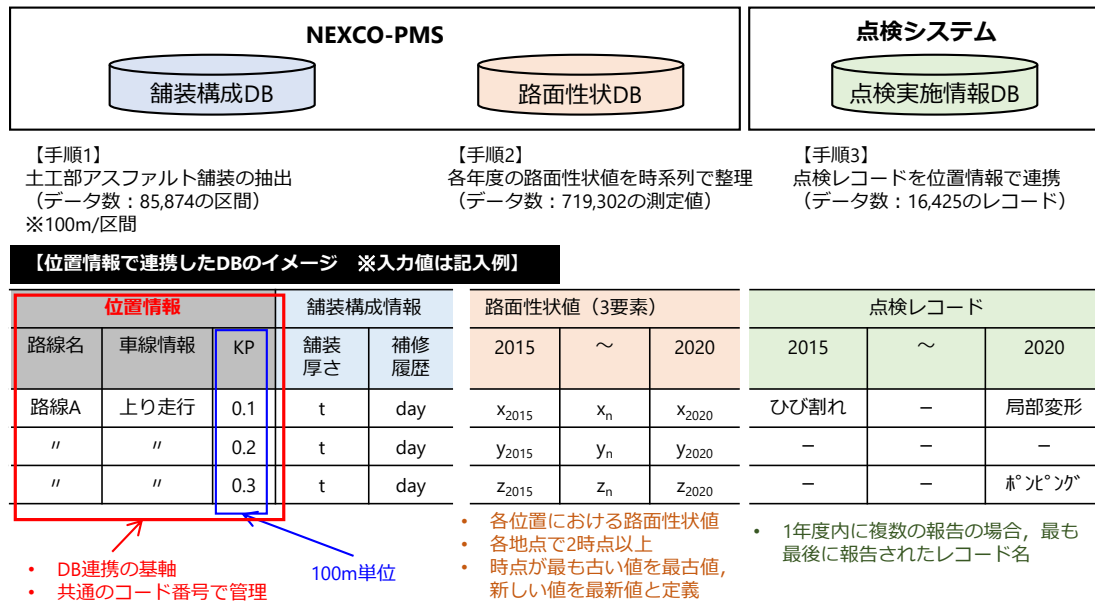 NEXCO-PMS
点検システム
舗装構成DB
路面性状DB
点検実施情報DB
【手順1】
土工部アスファルト舗装の抽出
（データ数：85,874の区間）
※100m/区間
【手順2】
各年度の路面性状値を時系列で整理
（データ数：719,302の測定値）
【手順3】
点検レコードを位置情報で連携
（データ数：16,425のレコード）
【位置情報で連携したDBのイメージ　※入力値は記入例】
位置情報 舗装構成情報 路面性状値（3要素） 点検レコード
路線名 車線情報 KP 舗装厚さ 補修履歴 2015 ～ 2020 2015 ～ 2020
路線A 上り走行 0.1 t day x2015 xn x2020 ひび割れ － 局部変形
〃 〃 0.2 t day y2015 yn y2020 － － －
〃 〃 0.3 t day z2015 zn z2020 － － ﾎﾟﾝﾋﾟﾝｸﾞ
• DB連携の基軸
• 共通のコード番号で管理
100m単位
• 各位置における路面性状値
• 各地点で2時点以上
• 時点が最も古い値を最古値，
新しい値を最新値と定義
• 1年度内に複数の報告の場合，最も
最後に報告されたレコード名